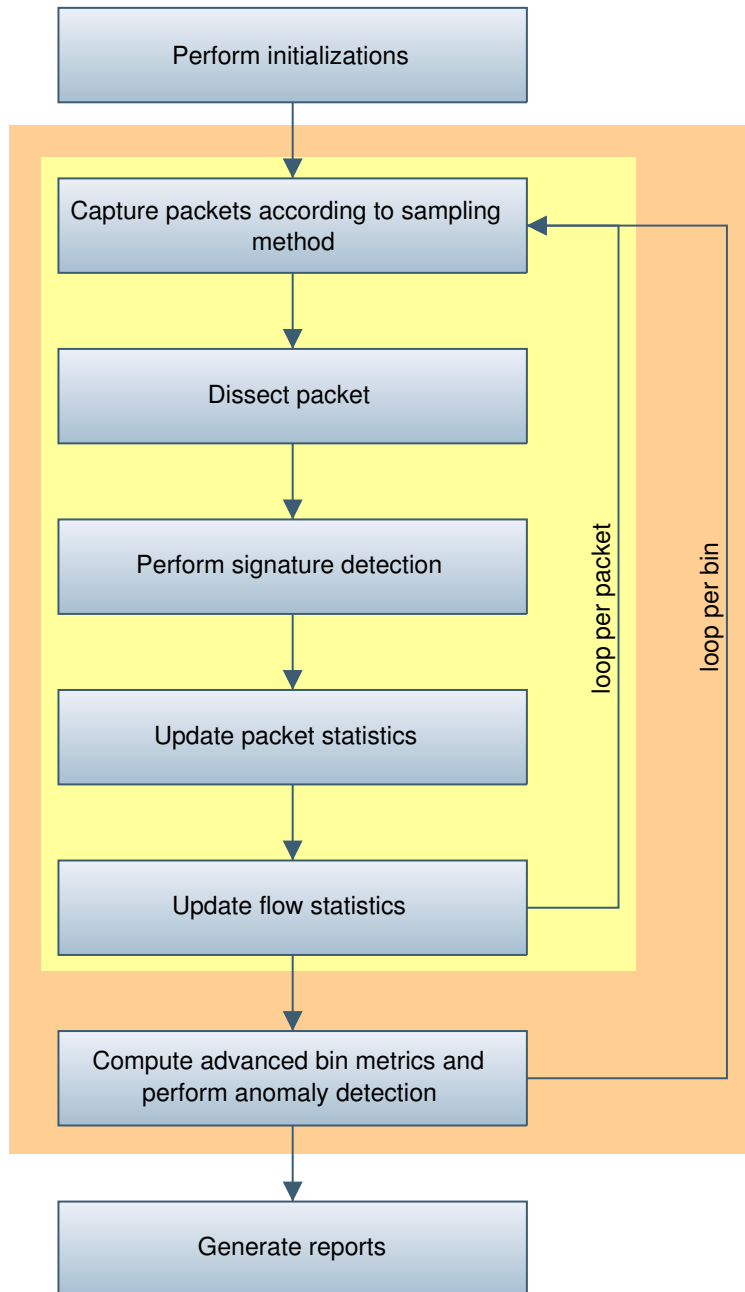 Perform initializations
Capture packets according to sampling
method
Dissect packet
Perform signature detection
loop per packet
loop per bin
Update packet statistics
Update flow statistics
Compute advanced bin metrics and
perform anomaly detection
Generate reports